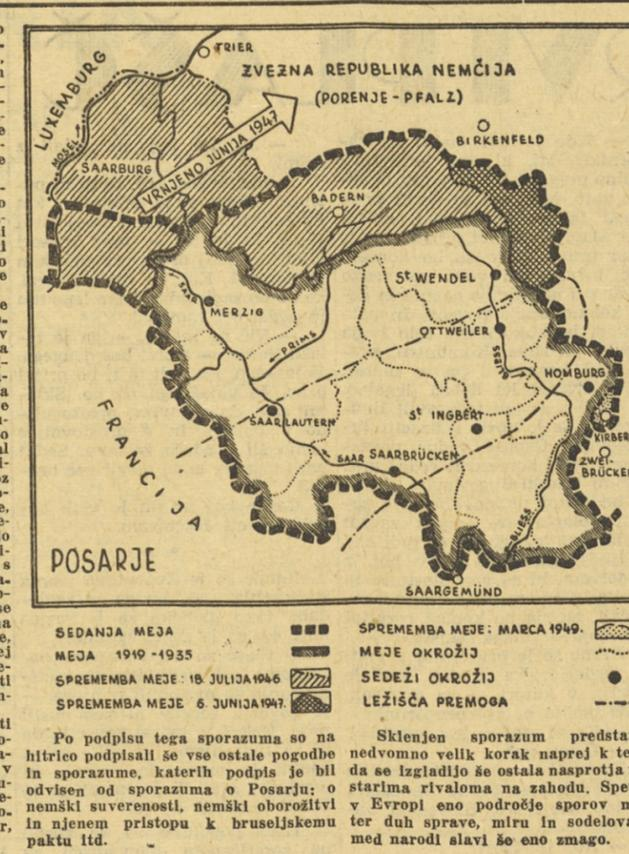 TRIER
ZVEZNA REPUBLIKA NEMČIJA
(PORENJE-PFALZ)
LUXEMBURG
MOSEL
VRNJENO JUNIJA 1947
BIRKENFELD
SAARBURG
BADERN
St. WENDEL
SAAR
MERZIG
OTTWEILER
PRIMS
BLIESS
HOMBURG
FRANCIJA
SAARLAUTERN
St INGBERT
KIRBER
SAAR SAARBRÜCKEN
ZWEI-
BRÜCKEN
BLIESS
POSARJE
SAARGEMÜND
SEDANJA MEJA
MEJA 1919-1935
SPREMEMBA MEJE: 18. JULIJA 1946
SPREMEMBA MEJE 6. JUNIJA 1947.
SPREMEMBA MEJE: MARCA 1949.
MEJE OKROŽIJ
SEDEŽI OKROŽIJ
LEŽIŠČA PREMOGA
Po podpisu tega sporazuma so na
hitrico podpisali še vse ostale pogodbe
in sporazume, katerih podpis je bil
odvisen od sporazuma o Posarju: o
nemški suverenosti, nemški oborožitvi
in njenem pristopu k bruseljskemu
paktu itd.
Sklenjen sporazum predsta
nedvomno velik korak naprej k te
da se izgladijo še ostala nasprotja
starima rivaloma na zahodu. Spe
v Evropi eno področje sporov m
ter duh sprave, miru in sodelova
med narodi slavi še eno zmago.